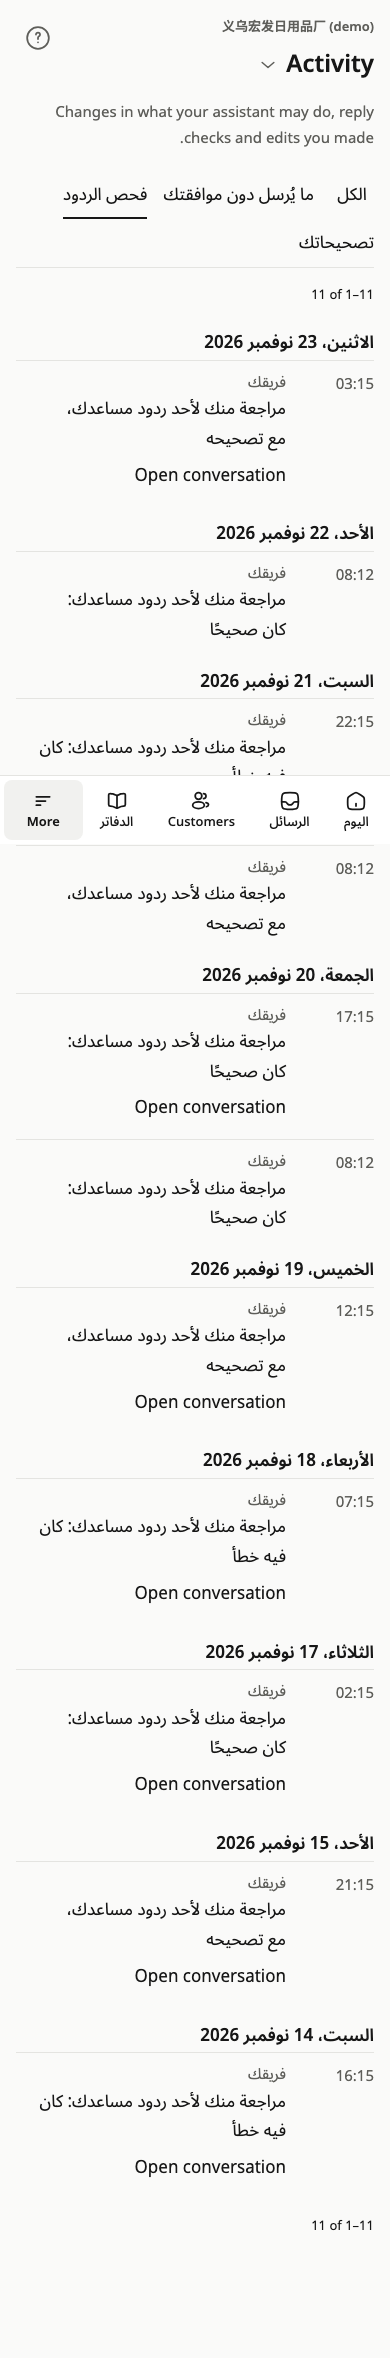 义乌宏发日用品厂 (demo)
Activity
Changes in what your assistant may do, reply
checks and edits you made.
الكل
ما يُرسل دون موافقتك
فحص الردود
تصحيحاتك
11 of 1–11
الاثنين، 23 نوفمبر 2026
03:15
فريقك
مراجعة منك لأحد ردود مساعدك،
مع تصحيحه
Open conversation
الأحد، 22 نوفمبر 2026
08:12
فريقك
مراجعة منك لأحد ردود مساعدك:
كان صحيحًا
السبت، 21 نوفمبر 2026
22:15
فريقك
مراجعة منك لأحد ردود مساعدك: كان
اليوم
الرسائل
Customers
الدفاتر
More
08:12
فريقك
مراجعة منك لأحد ردود مساعدك،
مع تصحيحه
الجمعة، 20 نوفمبر 2026
17:15
فريقك
مراجعة منك لأحد ردود مساعدك:
كان صحيحًا
Open conversation
08:12
فريقك
مراجعة منك لأحد ردود مساعدك:
كان صحيحًا
الخميس، 19 نوفمبر 2026
12:15
فريقك
مراجعة منك لأحد ردود مساعدك،
مع تصحيحه
Open conversation
الأربعاء، 18 نوفمبر 2026
07:15
فريقك
مراجعة منك لأحد ردود مساعدك: كان
فيه خطأ
Open conversation
الثلاثاء، 17 نوفمبر 2026
02:15
فريقك
مراجعة منك لأحد ردود مساعدك:
كان صحيحًا
Open conversation
الأحد، 15 نوفمبر 2026
21:15
فريقك
مراجعة منك لأحد ردود مساعدك،
مع تصحيحه
Open conversation
السبت، 14 نوفمبر 2026
16:15
فريقك
مراجعة منك لأحد ردود مساعدك: كان
فيه خطأ
Open conversation
11 of 1–11